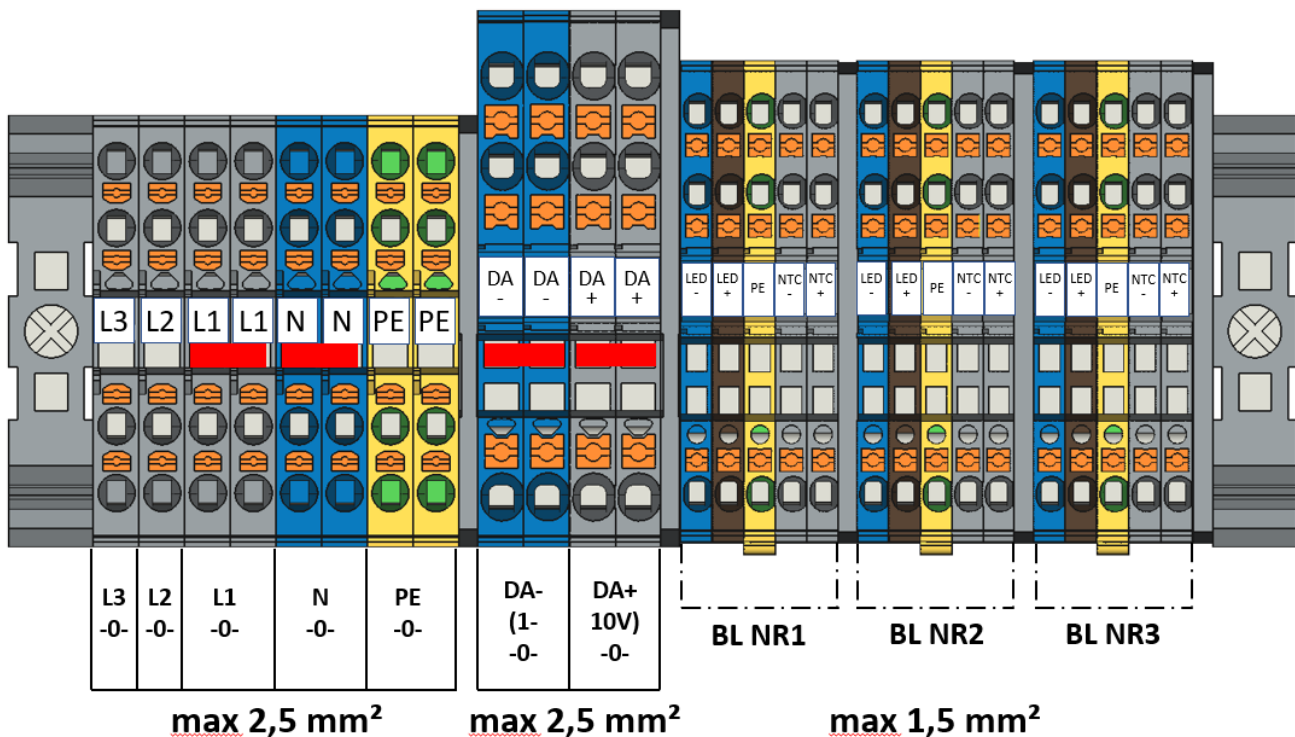 L3 L2 L1 L1 N N PE PE
DA - DA - DA + DA +
LED - LED + PE NTC - NTC +
LED - LED + PE NTC - NTC +
LED - LED + PE NTC - NTC +
L3
-0-
L2
-0-
L1
-0-
N
-0-
PE
-0-
DA-
(1-
-0-
DA+
10V)
-0-
BL NR1
BL NR2
BL NR3
max 2,5 mm²
max 2,5 mm²
max 1,5 mm²